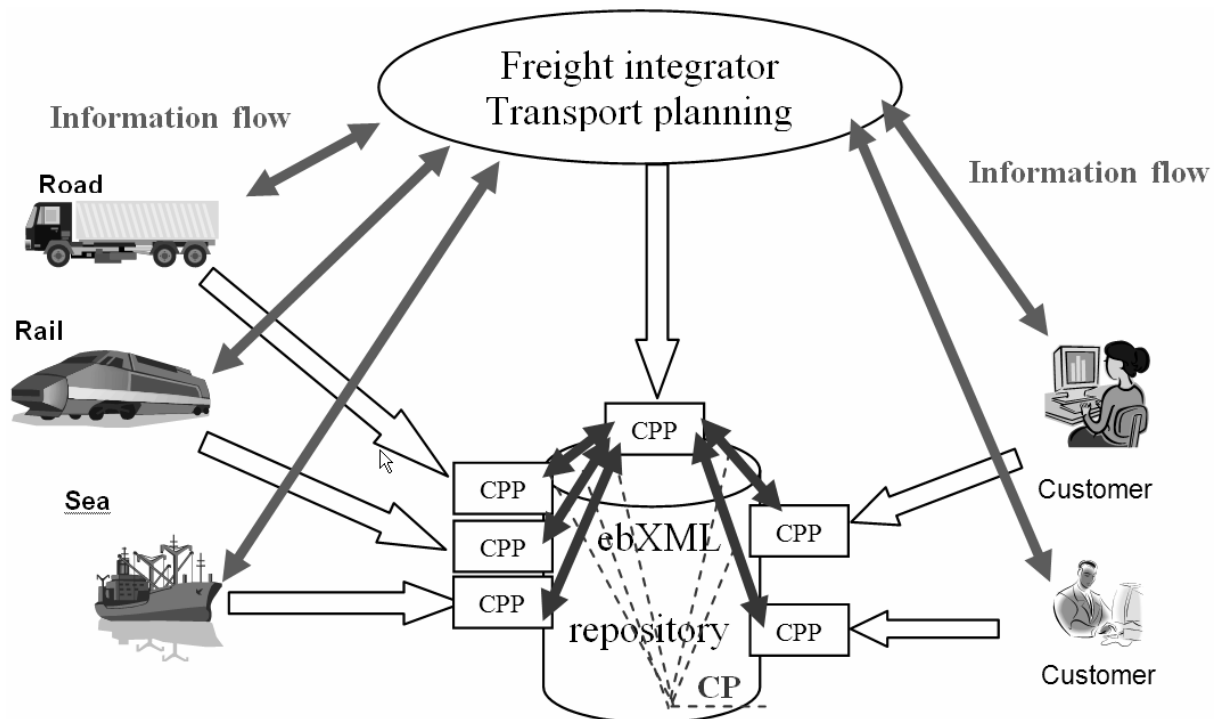 Freight integrator
Transport planning
Information flow
Information flow
Road
Rail
Sea
CPP
CPP
CPP
CPP
CPP
CPP
ebXML
repository
CP
Customer
Customer